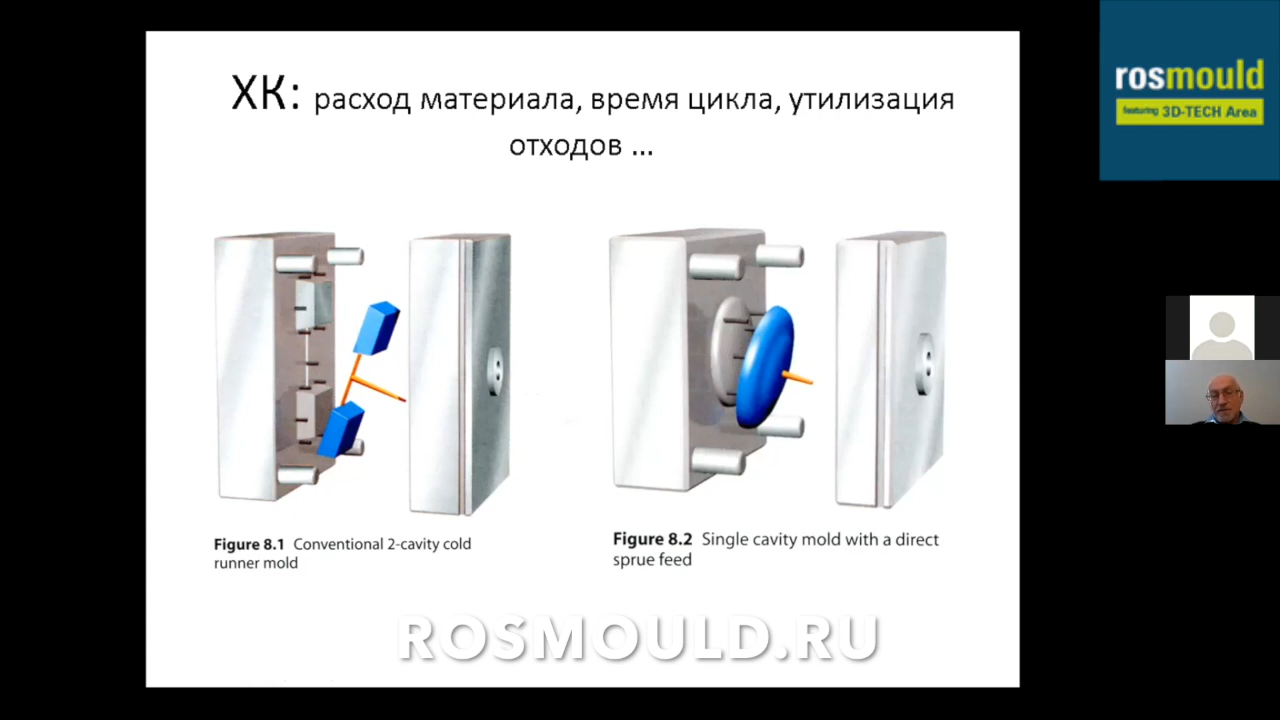 ХК: расход материала, время цикла, утилизация
отходов ...
Figure 8.1 Conventional 2-cavity cold
runner mold
Figure 8.2 Single cavity mold with a direct
sprue feed
ROSMOULD.RU
rosmould
featuring 3D-TECH Area